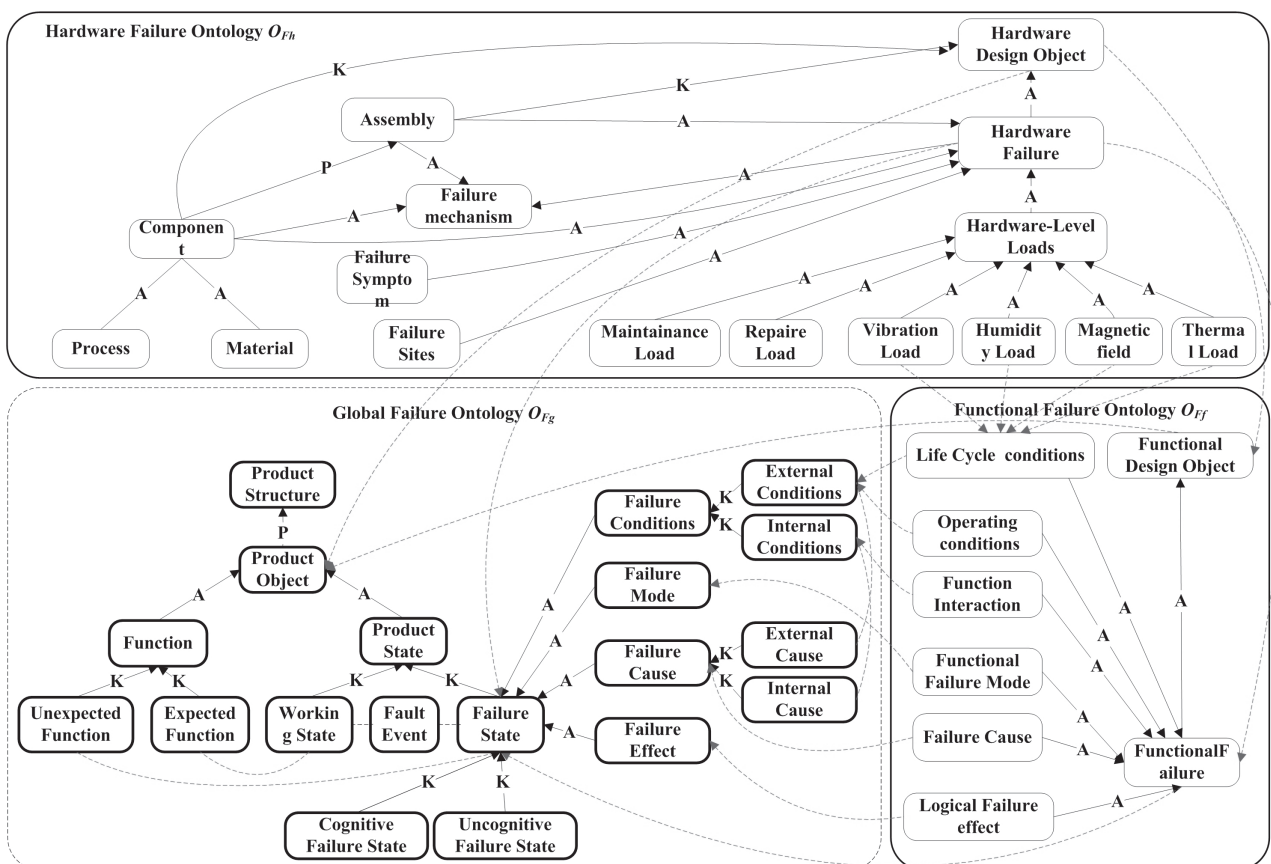 Hardware Failure Ontology O_Fh
Hardware
Design Object
K
K
A
Assembly
A
Hardware
Failure
P
A
A
Failure
mechanism
A
A
Componen
t
A
A
Hardware-Level
Loads
Failure
Sympto
m
A
A
A
A
A
A
A
A
A
Process
Material
Failure
Sites
Maintainance
Load
Repaire
Load
Vibration
Load
Humidit
y Load
Magnetic
field
Therma
l Load
Global Failure Ontology O_Fg
Product
Structure
P
Product
Object
A
A
Function
Product
State
K
K
K
K
Unexpected
Function
Expected
Function
Workin
g State
Fault
Event
Failure
State
K
K
Cognitive
Failure State
Uncognitive
Failure State
Failure
Conditions
K
K
External
Conditions
Internal
Conditions
A
Failure
Mode
A
Failure
Cause
A
K
K
External
Cause
Internal
Cause
A
Failure
Effect
Functional Failure Ontology O_Ff
Life Cycle conditions
Functional
Design Object
Operating
conditions
Function
Interaction
A
A
A
A
Functional
Failure Mode
A
Failure Cause
A
FunctionalF
ailure
Logical Failure
effect
A